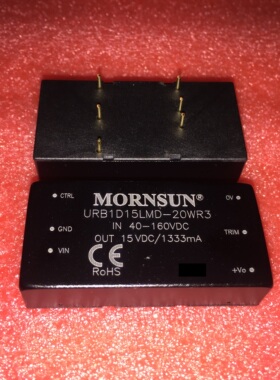 CTRL
MORNSUN®
0V
URB1D15LMD-20WR3
GND
IN 40-160VDC
TRIM
OUT 15VDC/1333mA
VIN
CE
RoHS
+Vo